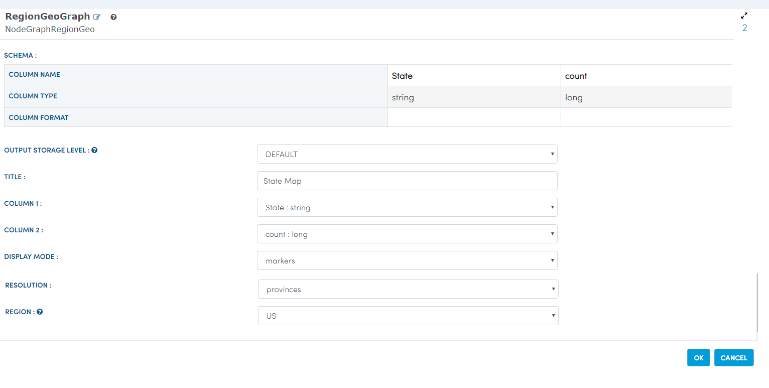 RegionGeoGraph
NodeGraphRegionGeo
2
SCHEMA :
COLUMN NAME State count
COLUMN TYPE string long
COLUMN FORMAT
OUTPUT STORAGE LEVEL : DEFAULT
TITLE : State Map
COLUMN 1 : State : string
COLUMN 2 : count : long
DISPLAY MODE : markers
RESOLUTION : provinces
REGION : US
OK CANCEL